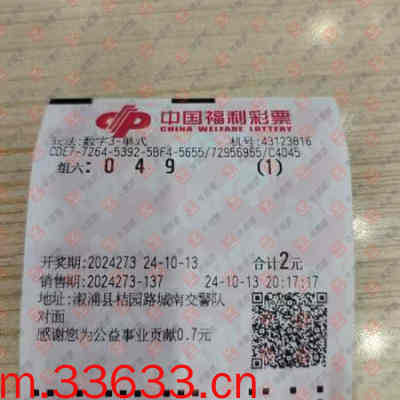 中国福利彩票
CHINA WELFARE LOTTERY
玩法:数字3-单式 机号:43123816
CDE7-7264-5392-5BF4-5655/72956965/C4045
组六: 0 4 9 (1)
开奖期:2024273 24-10-13 合计2元
销售期:2024273-137 24-10-13 20:17:17
地址:溆浦县桔园路城南交警队
对面
感谢您为公益事业贡献0.7元
m.33633.cn